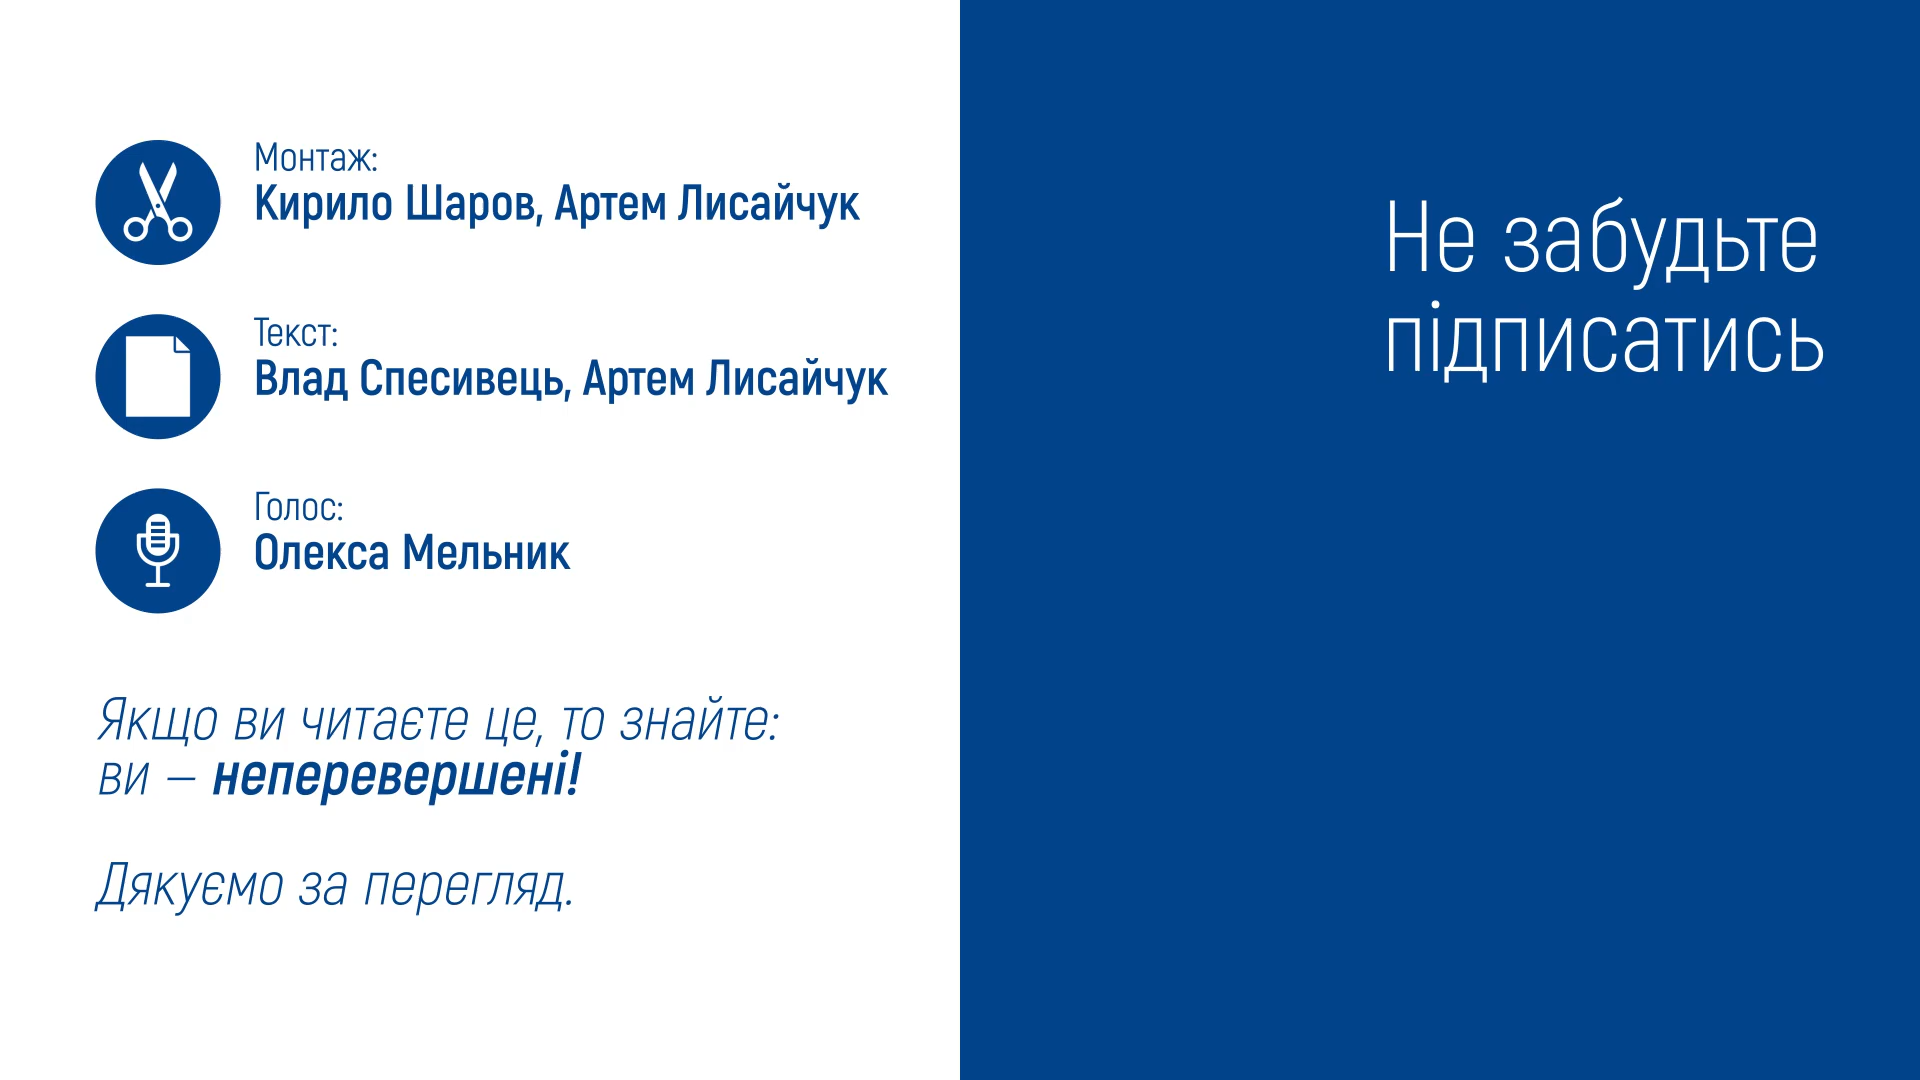 Монтаж:
Кирило Шаров, Артем Лисайчук
Текст:
Влад Спесивець, Артем Лисайчук
Голос:
Олекса Мельник
Якщо ви читаєте це, то знайте:
ви – неперевершені!
Дякуємо за перегляд.
Не забудьте
підписатись